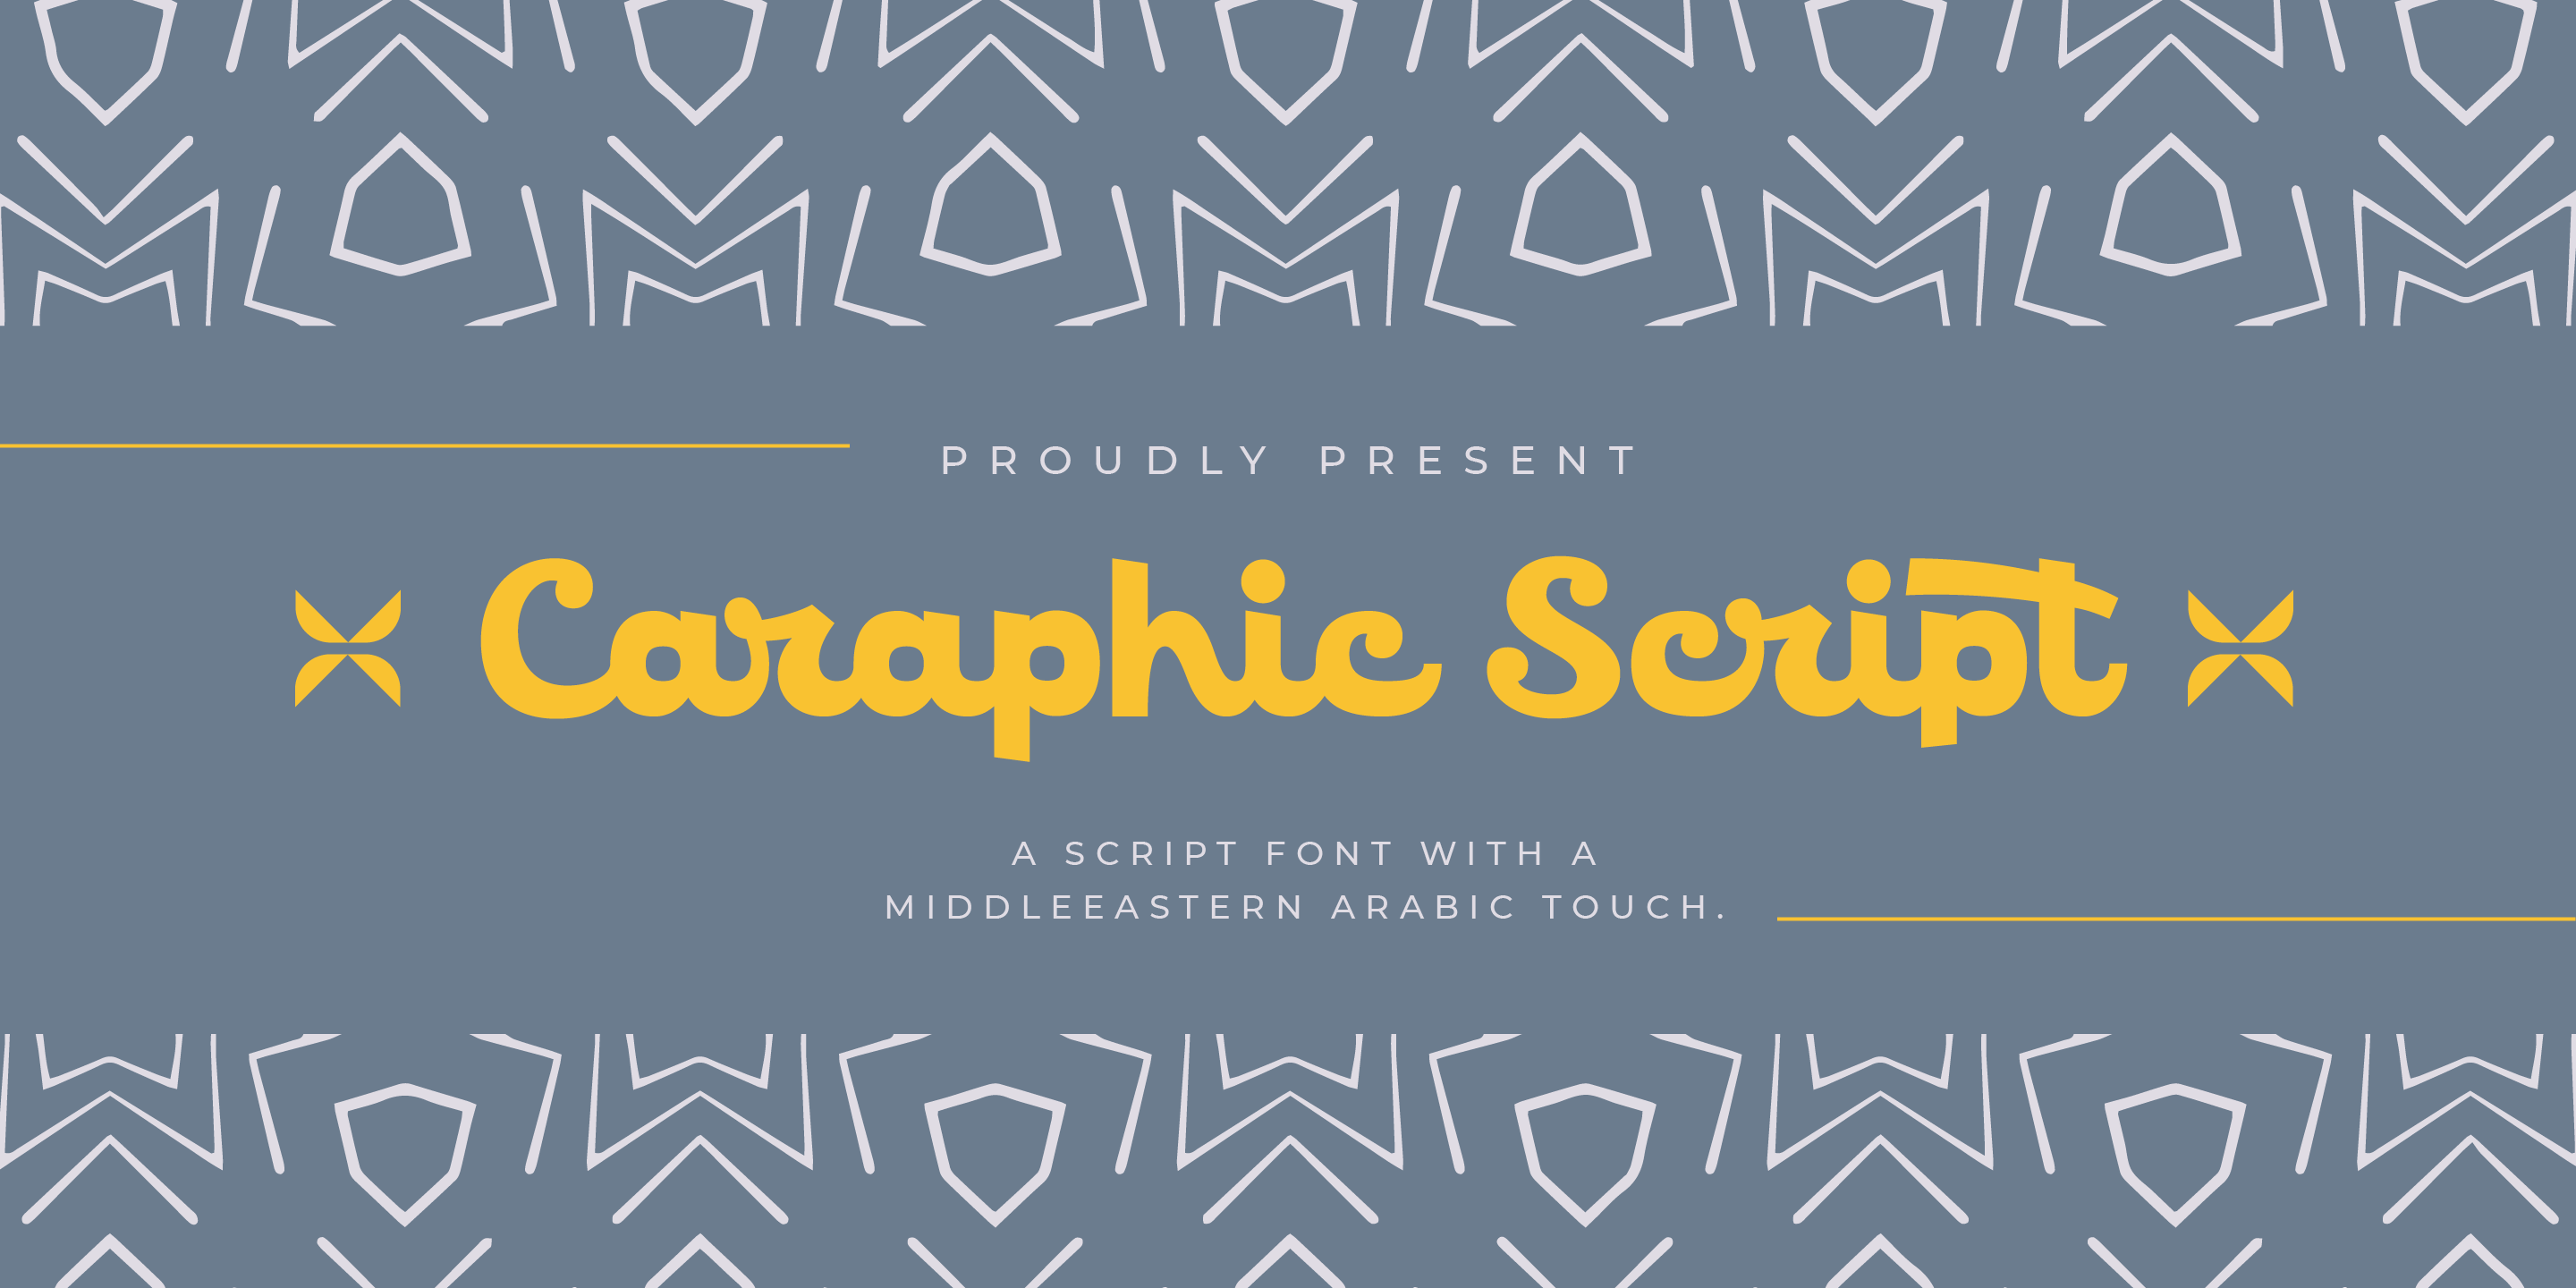 PROUDLY PRESENT
Caraphic Script
A SCRIPT FONT WITH A
MIDDLEEASTERN ARABIC TOUCH.